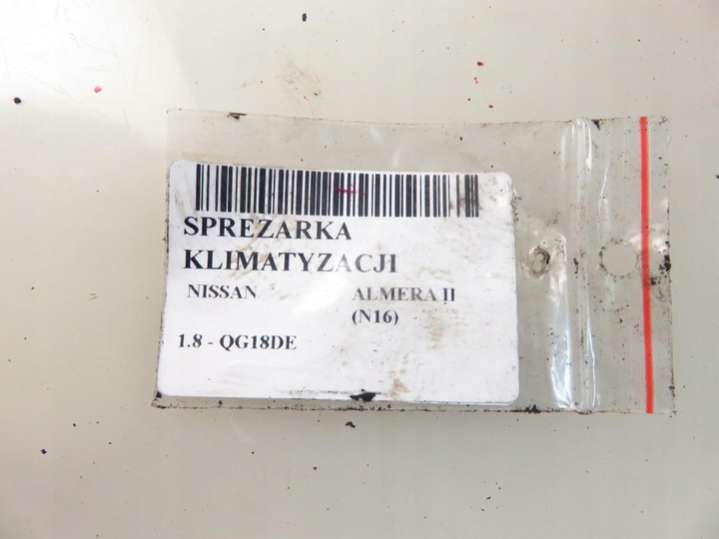 SPREZARKA
KLIMATYZACJI
NISSAN ALMERA II
(N16)
1.8 - QG18DE